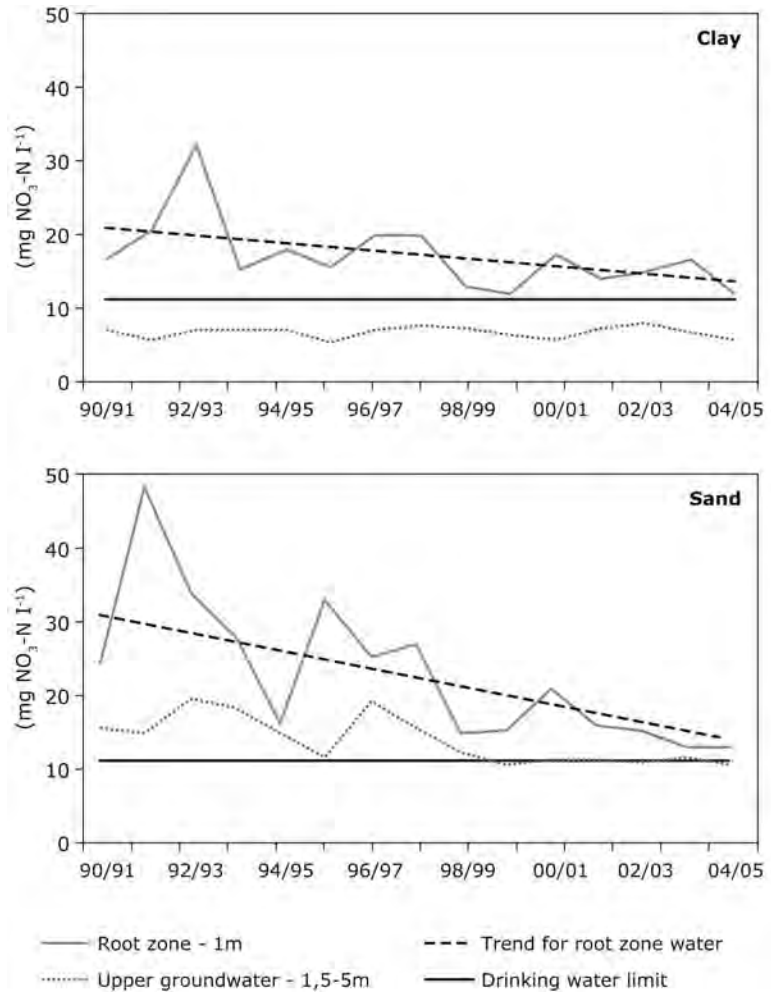 50
Clay
40
30
20
10
0
(mg NO₃-N l⁻¹)
90/91 92/93 94/95 96/97 98/99 00/01 02/03 04/05
50
Sand
40
30
20
10
0
(mg NO₃-N l⁻¹)
90/91 92/93 94/95 96/97 98/99 00/01 02/03 04/05
Root zone - 1m Trend for root zone water
Upper groundwater - 1,5-5m Drinking water limit